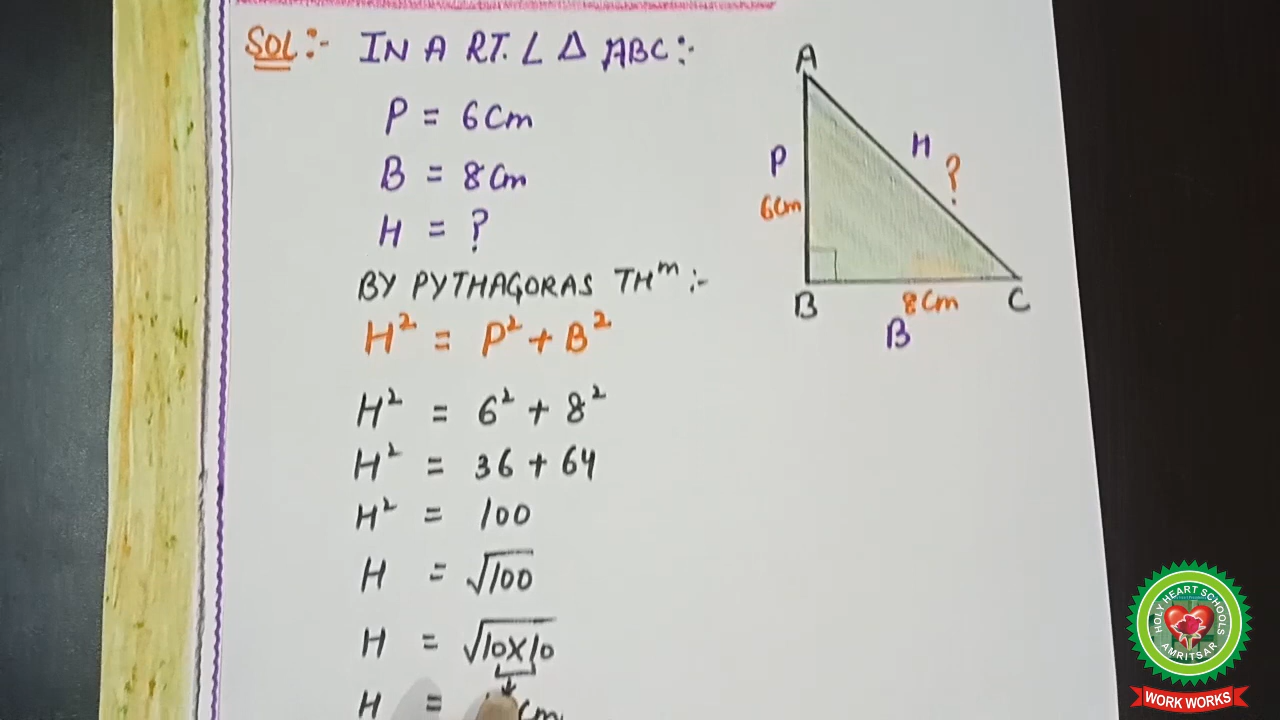 SOL:- IN A RT. ∠ Δ ABC:-
P = 6Cm
B = 8Cm
H = ?
BY PYTHAGORAS THᵐ :-
H² = P² + B²
H² = 6² + 8²
H² = 36 + 64
H² = 100
H = √100
H = √10×10
H = cm
A
P
H
?
6Cm
B
8Cm
C
B
HOLY HEART SCHOOLS
AMRITSAR
WORK WORKS